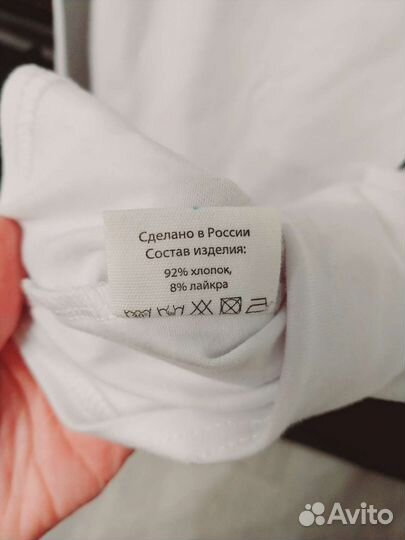 Сделано в России
Состав изделия:
92% хлопок,
8% лайкра
Avito